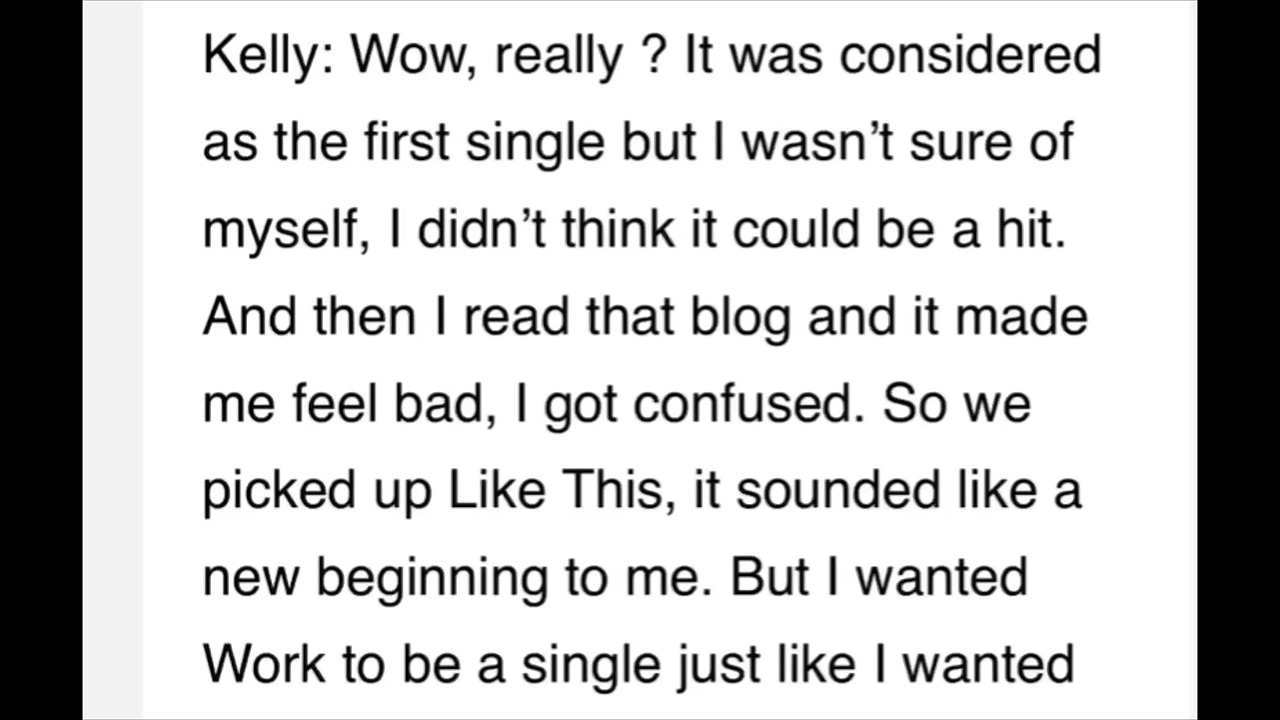 Kelly: Wow, really ? It was considered
as the first single but I wasn’t sure of
myself, I didn’t think it could be a hit.
And then I read that blog and it made
me feel bad, I got confused. So we
picked up Like This, it sounded like a
new beginning to me. But I wanted
Work to be a single just like I wanted